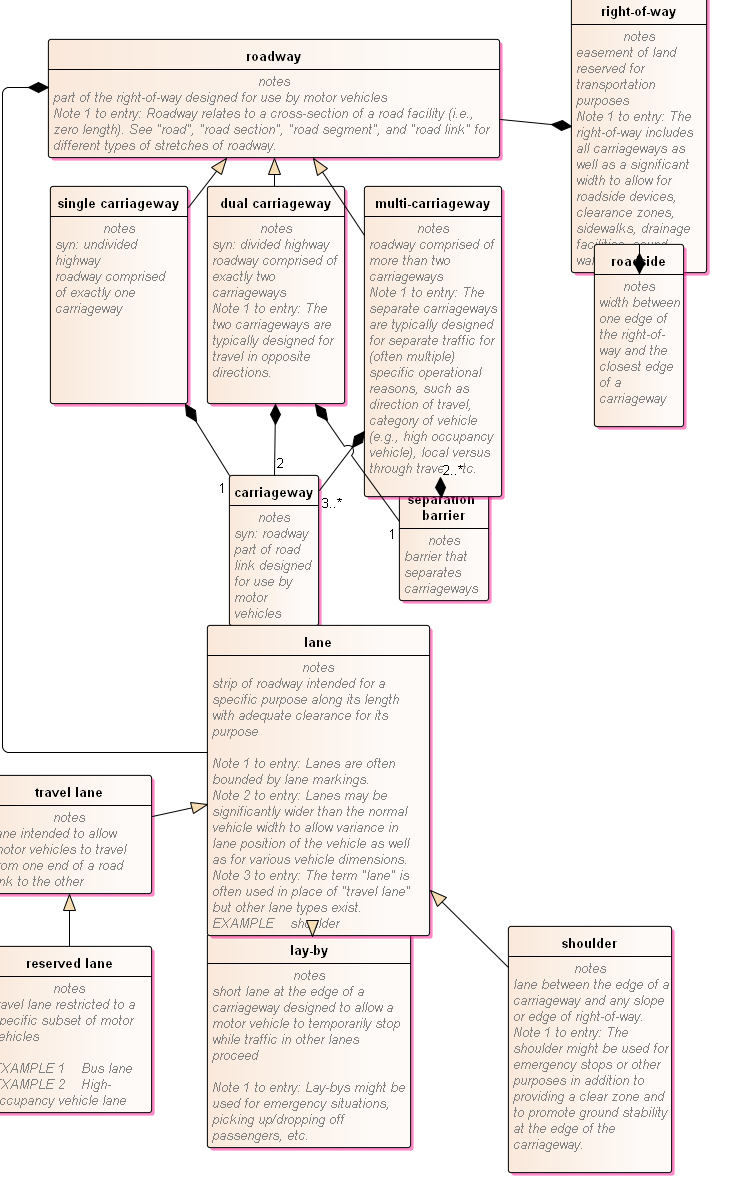 right-of-way
notes
easement of land
reserved for
transportation
purposes
Note 1 to entry: The
right-of-way includes
all carriageways as
well as a significant
width to allow for
roadside devices,
clearance zones,
sidewalks, drainage
roadway
notes
part of the right-of-way designed for use by motor vehicles
Note 1 to entry: Roadway relates to a cross-section of a road facility (i.e.,
zero length). See "road", "road section", "road segment", and "road link" for
different types of stretches of roadway.
single carriageway
notes
syn: undivided
highway
roadway comprised
of exactly one
carriageway
dual carriageway
notes
syn: divided highway
roadway comprised of
exactly two
carriageways
Note 1 to entry: The
two carriageways are
typically designed for
travel in opposite
directions.
multi-carriageway
notes
roadway comprised of
more than two
carriageways
Note 1 to entry: The
separate carriageways
are typically designed
for separate traffic for
(often multiple)
specific operational
reasons, such as
direction of travel,
category of vehicle
(e.g., high occupancy
vehicle), local versus
through
roadside
notes
width between
one edge of
the right-of-
way and the
closest edge
of a
carriageway
1
2
3..*
2..*
1
carriageway
notes
syn: roadway
part of road
link designed
for use by
motor
vehicles
separation
barrier
notes
barrier that
separates
carriageways
lane
notes
strip of roadway intended for a
specific purpose along its length
with adequate clearance for its
purpose
Note 1 to entry: Lanes are often
bounded by lane markings.
Note 2 to entry: Lanes may be
significantly wider than the normal
vehicle width to allow variance in
lane position of the vehicle as well
as for various vehicle dimensions.
Note 3 to entry: The term "lane" is
often used in place of "travel lane"
but other lane types exist.
EXAMPLE shoulder
travel lane
notes
ane intended to allow
notor vehicles to travel
rom one end of a road
nk to the other
reserved lane
notes
ravel lane restricted to a
pecific subset of motor
ehicles
EXAMPLE 1 Bus lane
EXAMPLE 2 High-
ccupancy vehicle lane
lay-by
notes
short lane at the edge of a
carriageway designed to allow a
motor vehicle to temporarily stop
while traffic in other lanes
proceed
Note 1 to entry: Lay-bys might be
used for emergency situations,
picking up/dropping off
passengers, etc.
shoulder
notes
lane between the edge of a
carriageway and any slope
or edge of right-of-way.
Note 1 to entry: The
shoulder might be used for
emergency stops or other
purposes in addition to
providing a clear zone and
to promote ground stability
at the edge of the
carriageway.